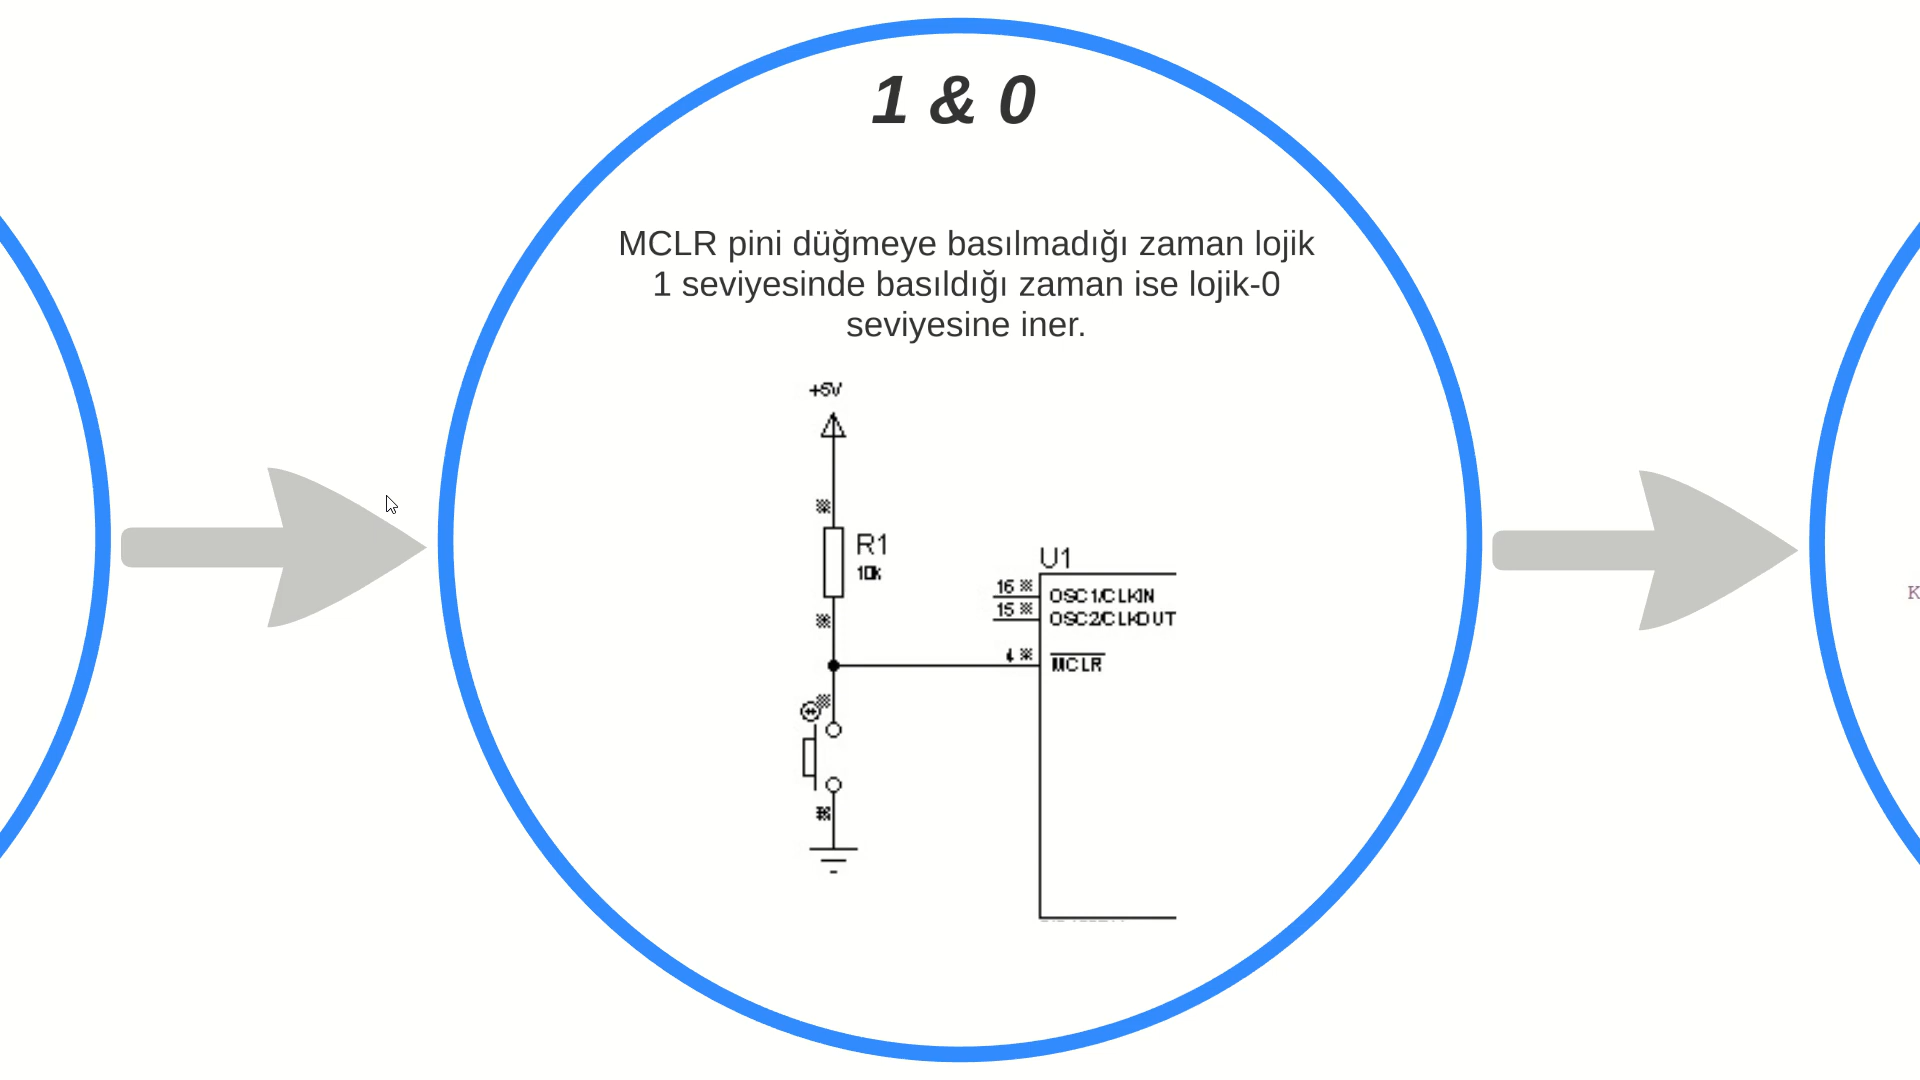 1 & 0
MCLR pini düğmeye basılmadığı zaman lojik
1 seviyesinde basıldığı zaman ise lojik-0
seviyesine iner.
+5V
R1
10k
U1
16
OSC1/CLKIN
15
OSC2/CLKOUT
4
MCLR
K